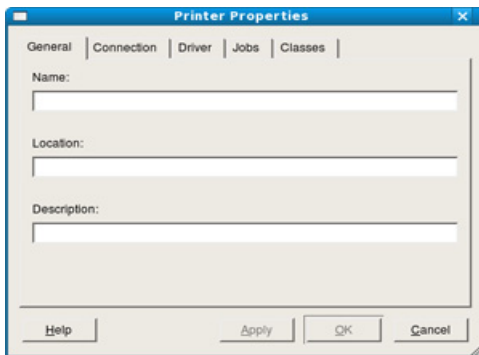 Printer Properties
General Connection Driver Jobs Classes
Name:
Location:
Description:
Help Apply OK Cancel